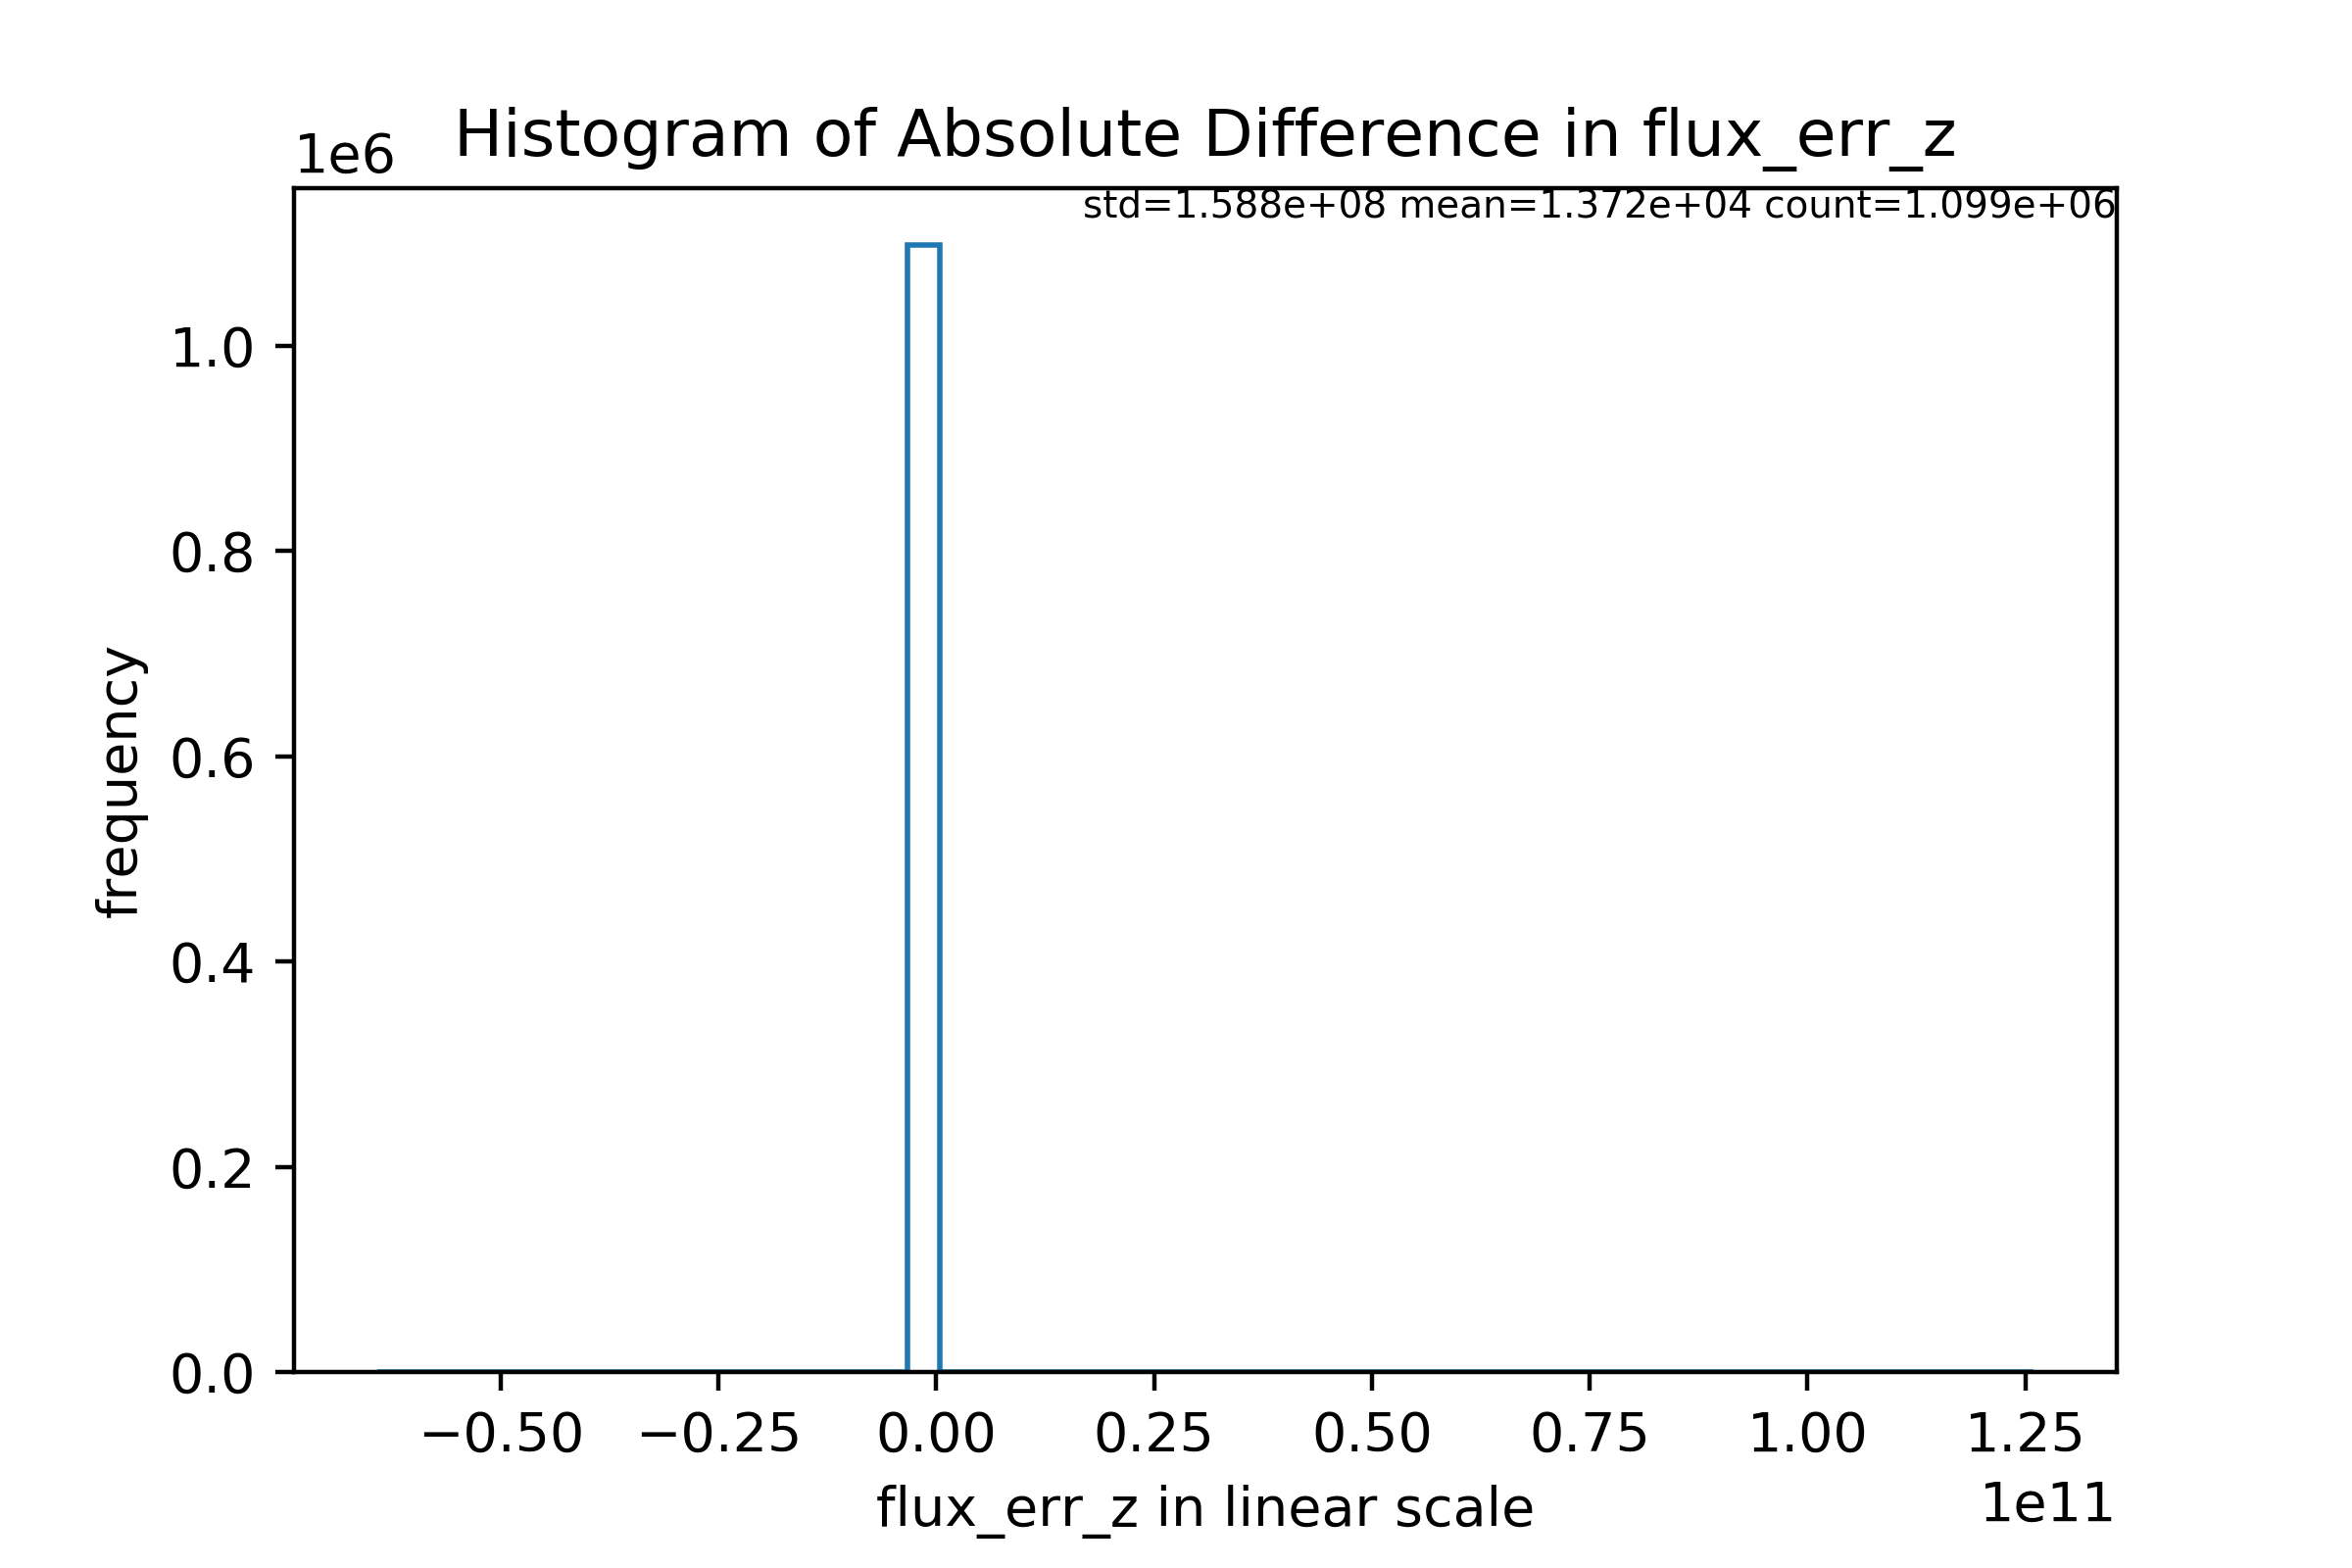 Histogram of Absolute Difference in flux_err_z
1e6
std=1.588e+08 mean=1.372e+04 count=1.099e+06
1.0
0.8
0.6
0.4
0.2
0.0
frequency
−0.50 −0.25 0.00 0.25 0.50 0.75 1.00 1.25
1e11
flux_err_z in linear scale